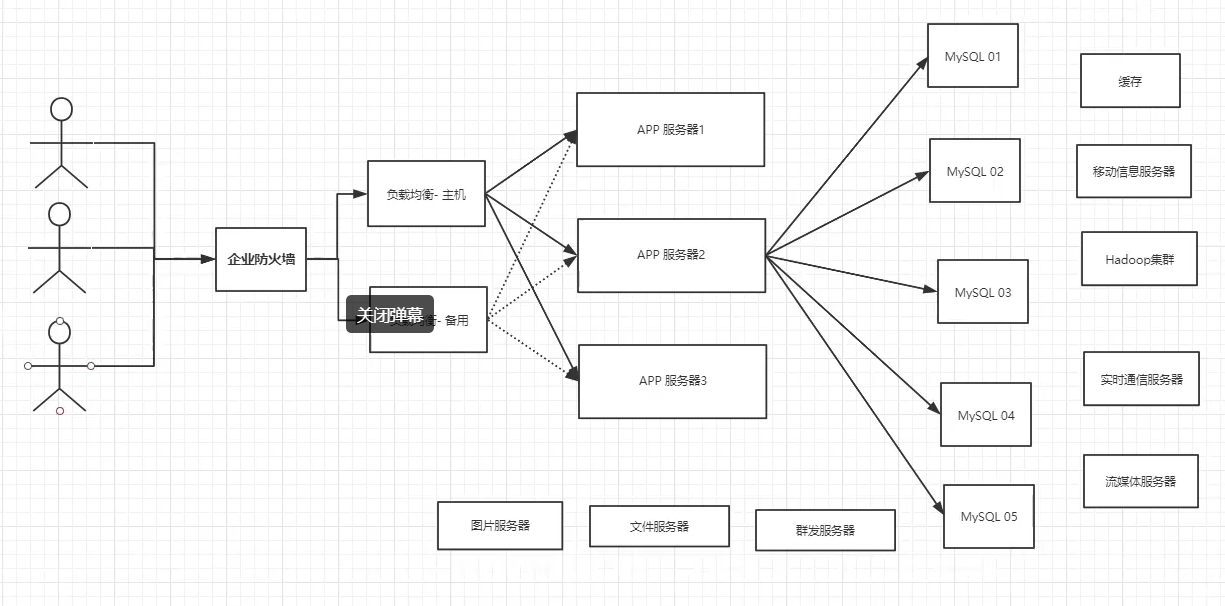 企业防火墙
负载均衡- 主机
关闭弹幕
- 备用
APP 服务器1
APP 服务器2
APP 服务器3
MySQL 01
MySQL 02
MySQL 03
MySQL 04
MySQL 05
缓存
移动信息服务器
Hadoop集群
实时通信服务器
流媒体服务器
图片服务器
文件服务器
群发服务器